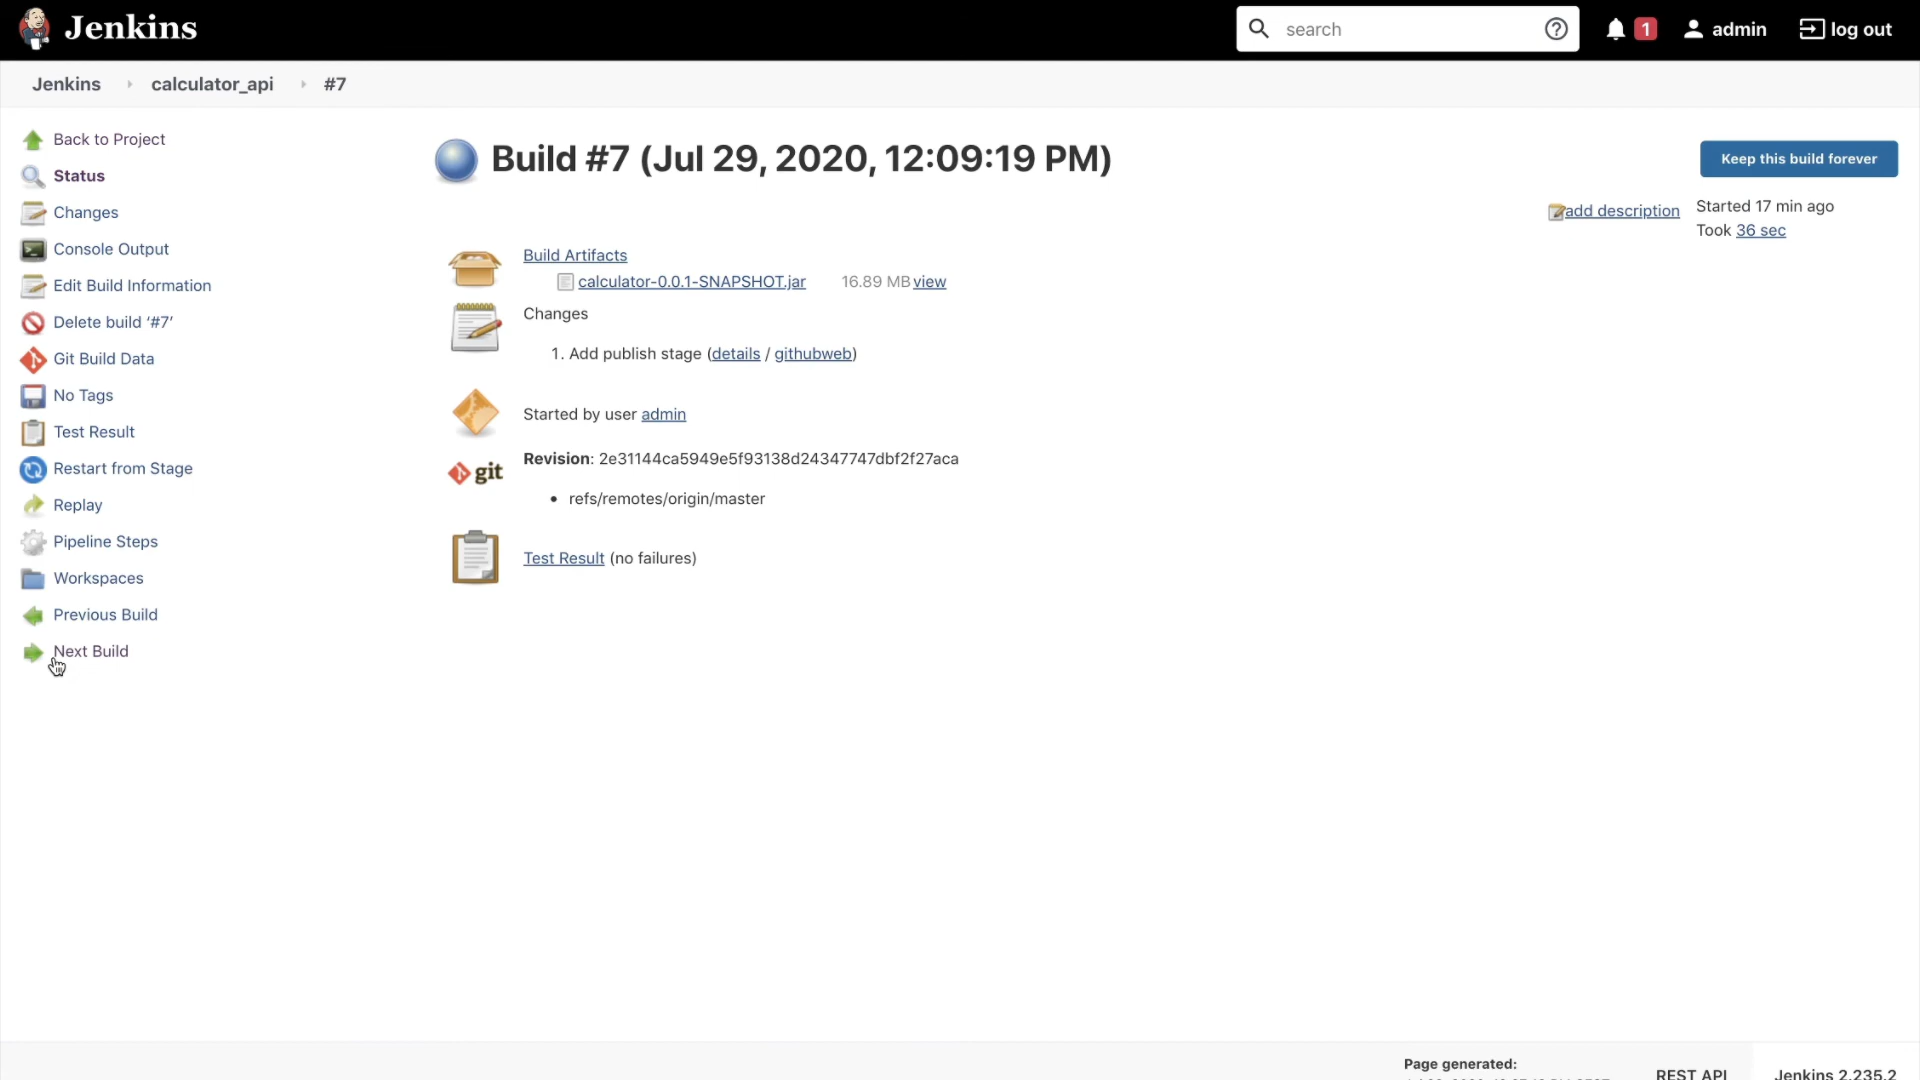 Jenkins
search
1
admin
log out
Jenkins
calculator_api
#7
Back to Project
Status
Changes
Console Output
Edit Build Information
Delete build ‘#7’
Git Build Data
No Tags
Test Result
Restart from Stage
Replay
Pipeline Steps
Workspaces
Previous Build
Next Build
Build #7 (Jul 29, 2020, 12:09:19 PM)
Keep this build forever
add description
Started 17 min ago
Took 36 sec
Build Artifacts
calculator-0.0.1-SNAPSHOT.jar 16.89 MB view
Changes
1. Add publish stage (details / githubweb)
Started by user admin
git
Revision: 2e31144ca5949e5f93138d24347747dbf2f27aca
• refs/remotes/origin/master
Test Result (no failures)
Page generated:
REST API
Jenkins 2.235.2